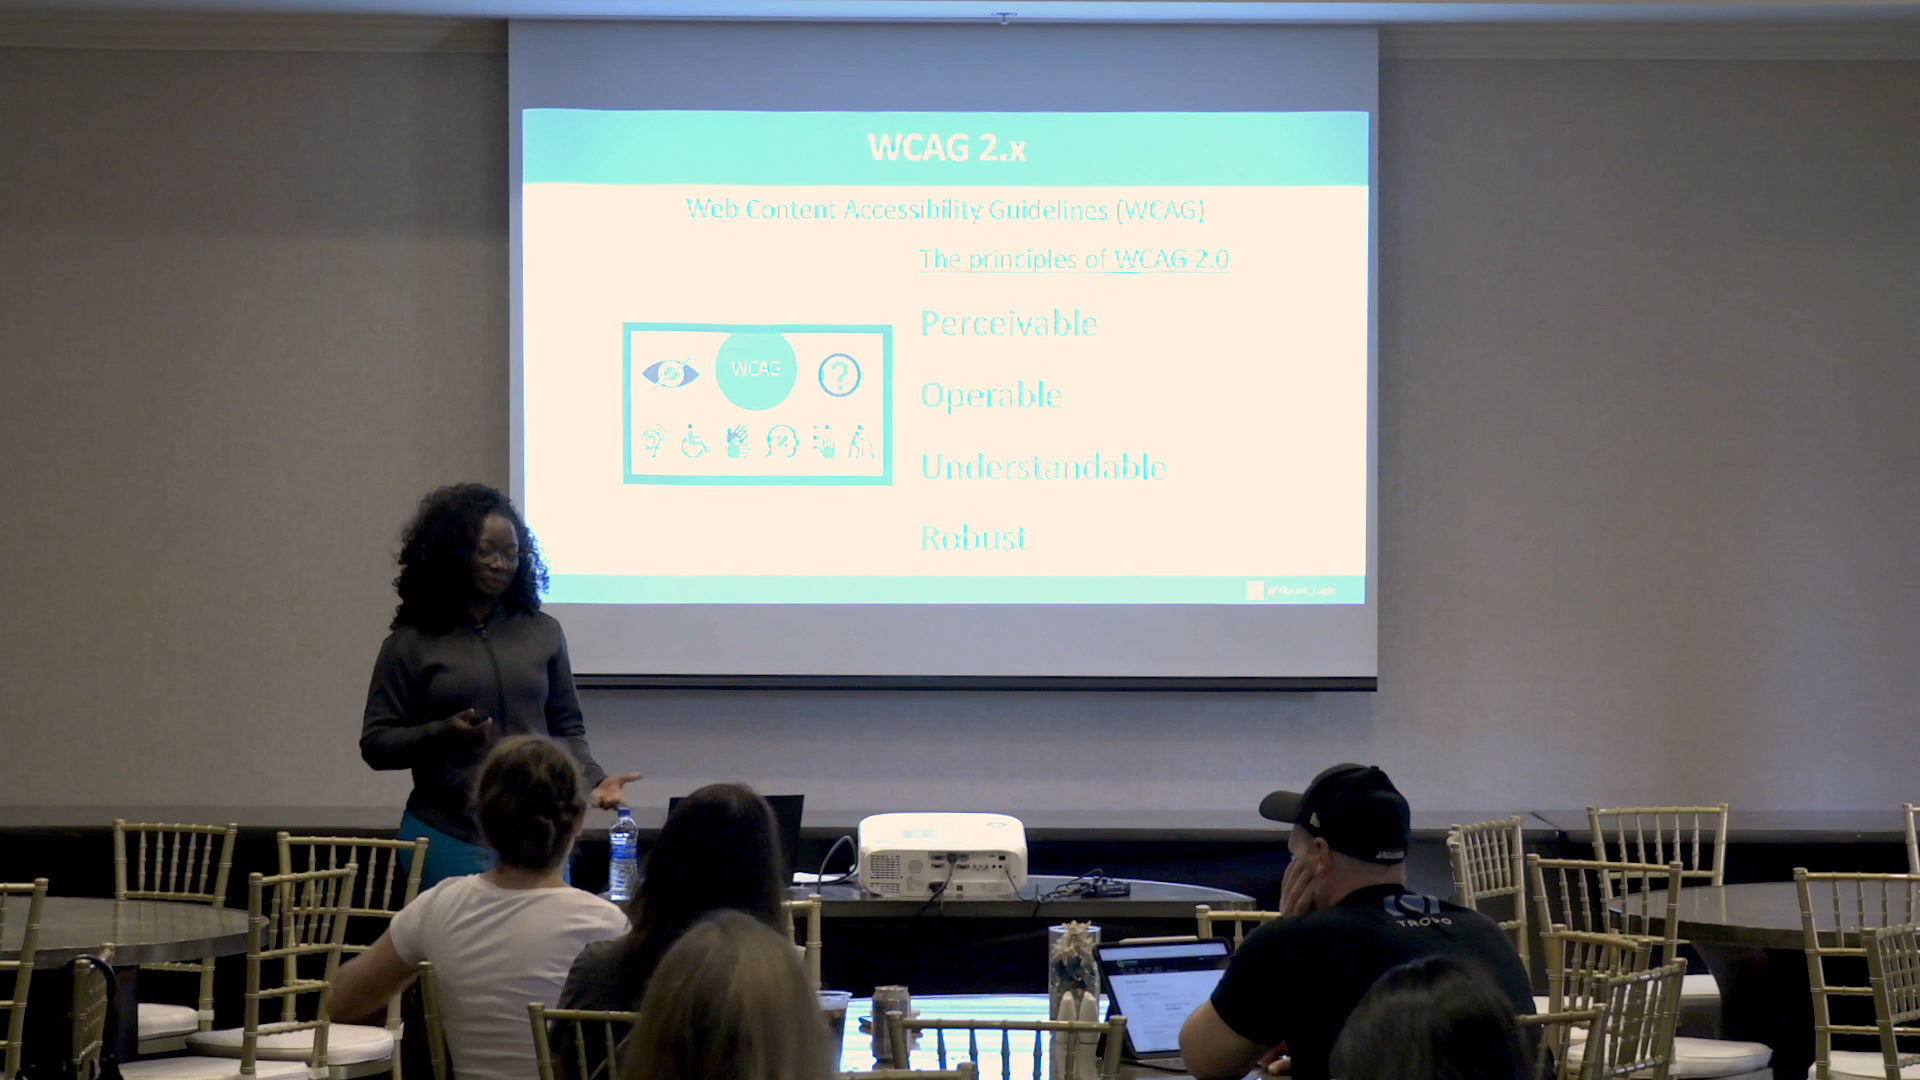 WCAG 2.x
Web Content Accessibility Guidelines (WCAG)
The principles of WCAG 2.0
Perceivable
WCAG
?
Operable
Understandable
Robust